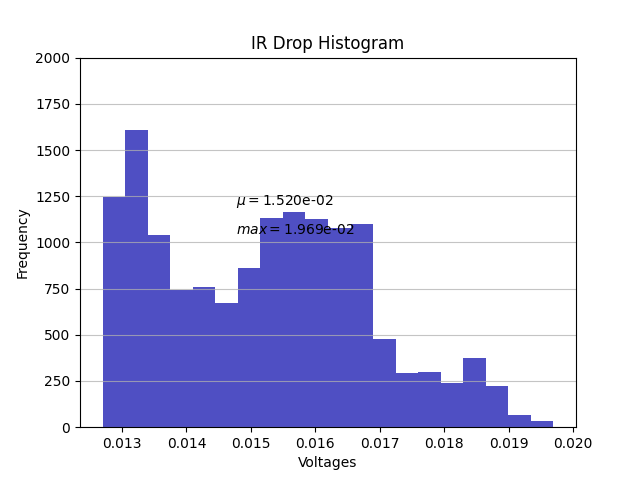 IR Drop Histogram
2000
1750
1500
1250
1000
750
500
250
0
Frequency
μ = 1.520e-02
max = 1.969e-02
0.013 0.014 0.015 0.016 0.017 0.018 0.019 0.020
Voltages